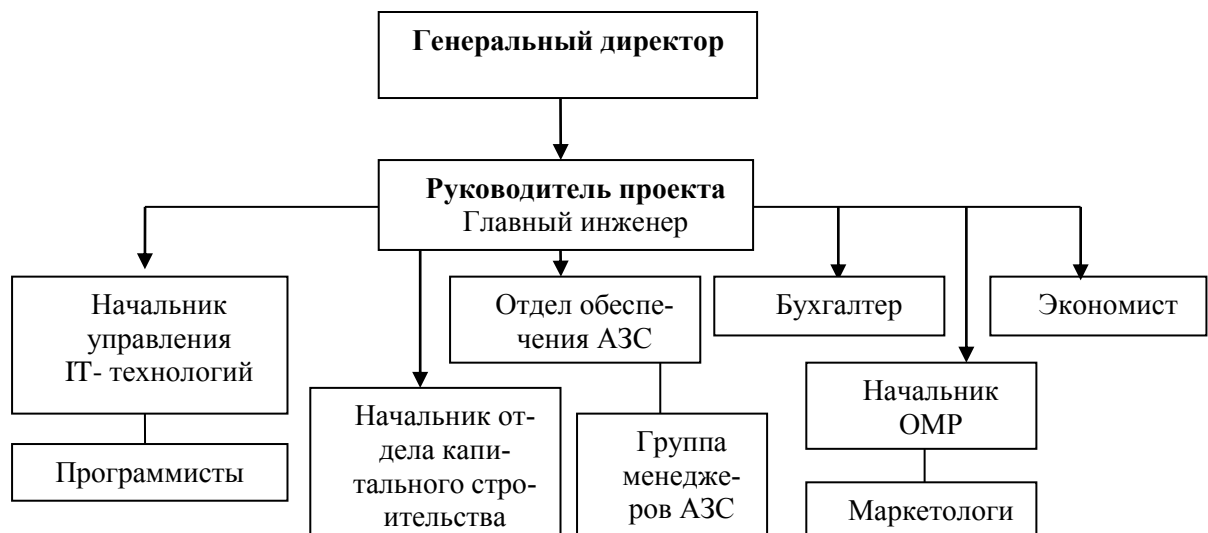 Генеральный директор
Руководитель проекта
Главный инженер
Начальник
управления
IT- технологий
Программисты
Начальник от-
дела капи-
тального стро-
ительства
Отдел обеспе-
чения АЗС
Группа
менедже-
ров АЗС
Бухгалтер
Начальник
ОМР
Маркетологи
Экономист